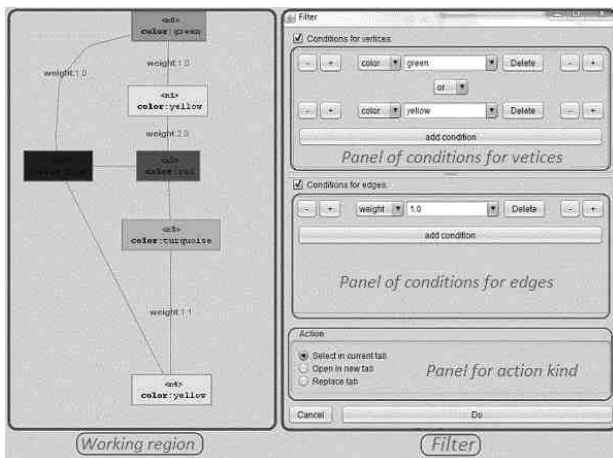 <n0>
color:green
weight:1.0
weight:1.0
<n1>
color:yellow
weight:2.0
color:red
<n5>
color:turquoise
weight:1.1
<n4>
color:yellow
Working region
Filter
Conditions for vertices:
- + color green Delete - +
or
- + color yellow Delete - +
add condition
Panel of conditions for vetices
Conditions for edges:
- + weight 1.0 Delete - +
add condition
Panel of conditions for edges
Action
Select in current tab
Open in new tab
Replace tab
Panel for action kind
Cancel Do
Filter